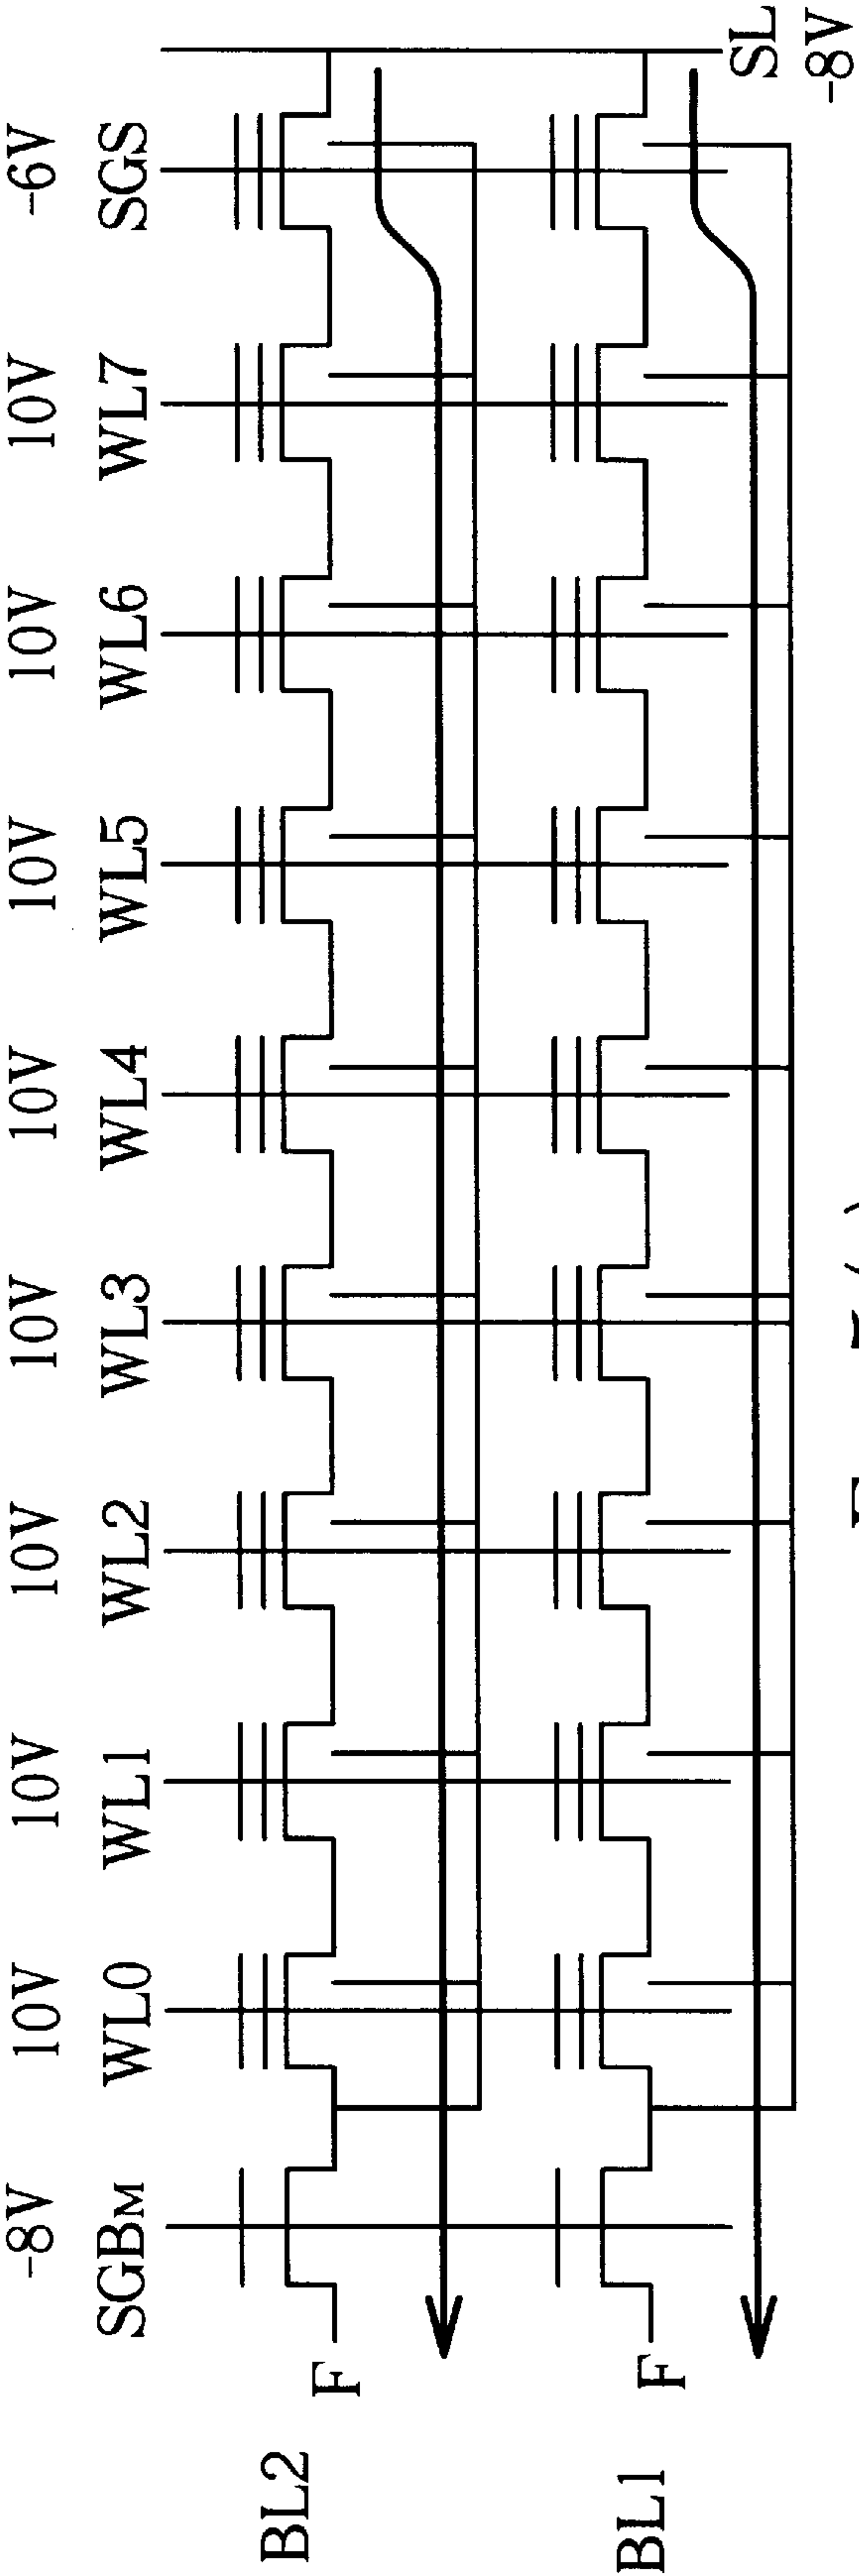 -8V 10V 10V 10V 10V 10V 10V 10V 10V -6V
SGBM WL0 WL1 WL2 WL3 WL4 WL5 WL6 WL7 SGS
BL2 F
BL1 F
SL
-8V